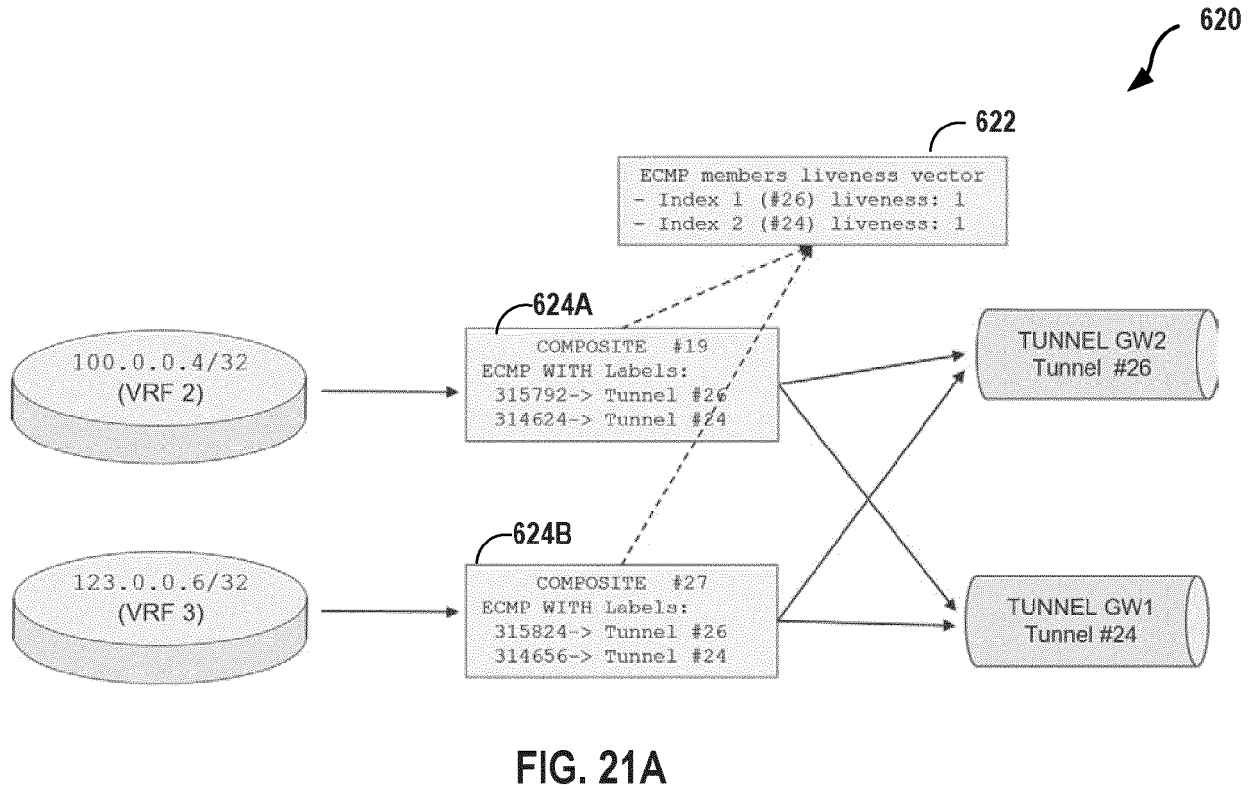 620
622
ECMP members liveness vector
- Index 1 (#26) liveness: 1
- Index 2 (#24) liveness: 1
624A
100.0.0.4/32
(VRF 2)
COMPOSITE #19
ECMP WITH Labels:
315792-> Tunnel #26
314624-> Tunnel #24
TUNNEL GW2
Tunnel #26
624B
123.0.0.6/32
(VRF 3)
COMPOSITE #27
ECMP WITH Labels:
315824-> Tunnel #26
314656-> Tunnel #24
TUNNEL GW1
Tunnel #24
FIG. 21A